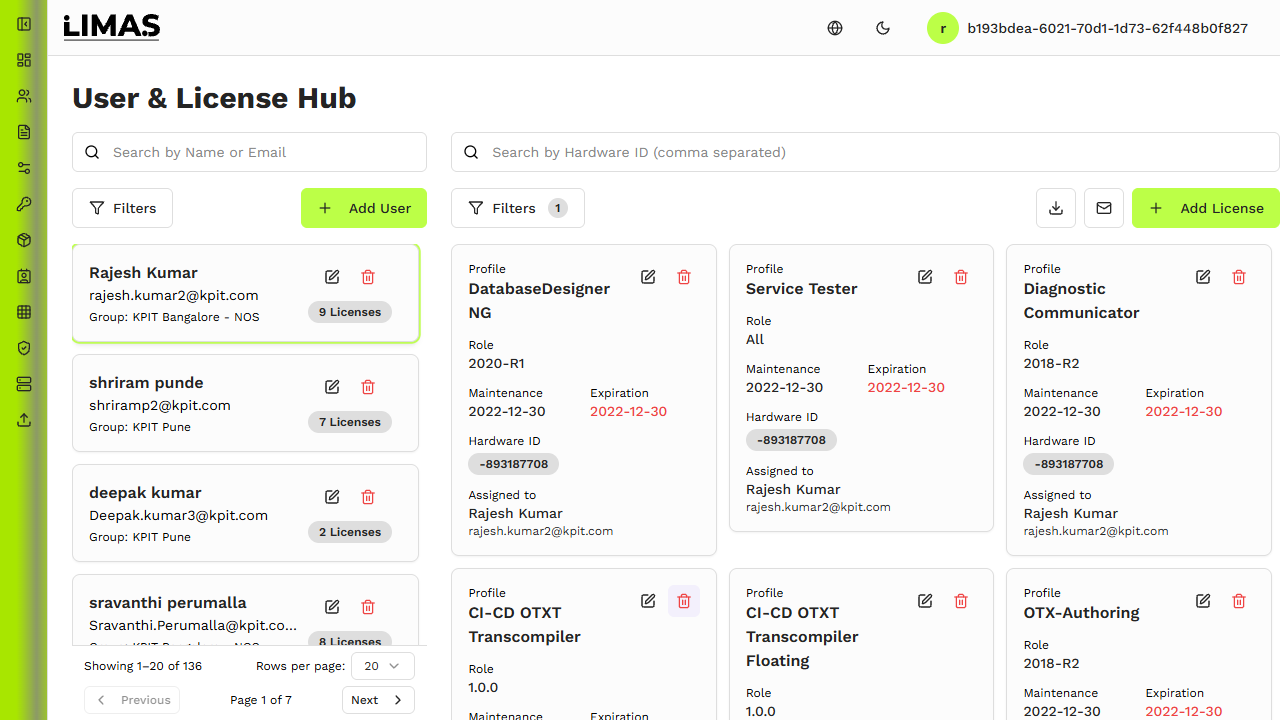 LIMAS
r b193bdea-6021-70d1-1d73-62f448b0f827
User & License Hub
Search by Name or Email
Search by Hardware ID (comma separated)
Filters
Add User
Filters 1
Add License
Rajesh Kumar
rajesh.kumar2@kpit.com
Group: KPIT Bangalore - NOS
9 Licenses
shriram punde
shriramp2@kpit.com
Group: KPIT Pune
7 Licenses
deepak kumar
Deepak.kumar3@kpit.com
Group: KPIT Pune
2 Licenses
sravanthi perumalla
Sravanthi.Perumalla@kpit.co...
8 Licenses
Showing 1–20 of 136
Rows per page: 20
Previous
Page 1 of 7
Next
Profile
DatabaseDesigner
NG
Role
2020-R1
Maintenance Expiration
2022-12-30 2022-12-30
Hardware ID
-893187708
Assigned to
Rajesh Kumar
rajesh.kumar2@kpit.com
Profile
Service Tester
Role
All
Maintenance Expiration
2022-12-30 2022-12-30
Hardware ID
-893187708
Assigned to
Rajesh Kumar
rajesh.kumar2@kpit.com
Profile
Diagnostic
Communicator
Role
2018-R2
Maintenance Expiration
2022-12-30 2022-12-30
Hardware ID
-893187708
Assigned to
Rajesh Kumar
rajesh.kumar2@kpit.com
Profile
CI-CD OTXT
Transcompiler
Role
1.0.0
Maintenance Expiration
Profile
CI-CD OTXT
Transcompiler
Floating
Role
1.0.0
Profile
OTX-Authoring
Role
2018-R2
Maintenance Expiration
2022-12-30 2022-12-30